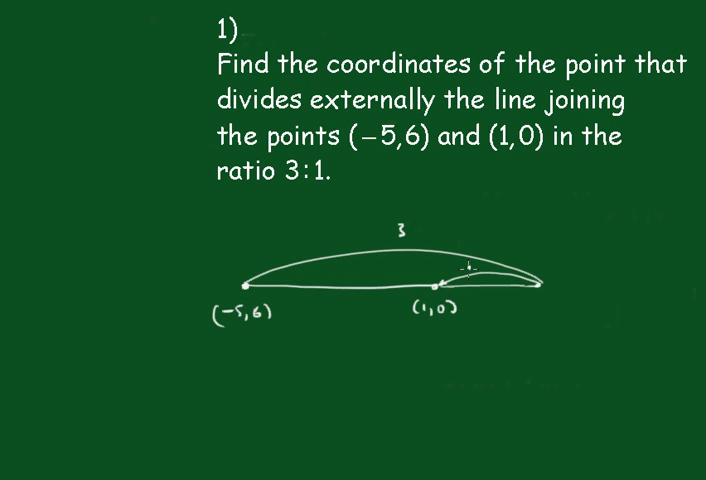 1)
Find the coordinates of the point that
divides externally the line joining
the points (−5,6) and (1,0) in the
ratio 3:1.
3
(-5,6)
(1,0)